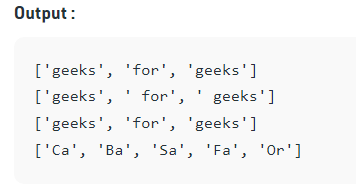 Output :
['geeks', 'for', 'geeks']
['geeks', ' for', ' geeks']
['geeks', 'for', 'geeks']
['Ca', 'Ba', 'Sa', 'Fa', 'Or']